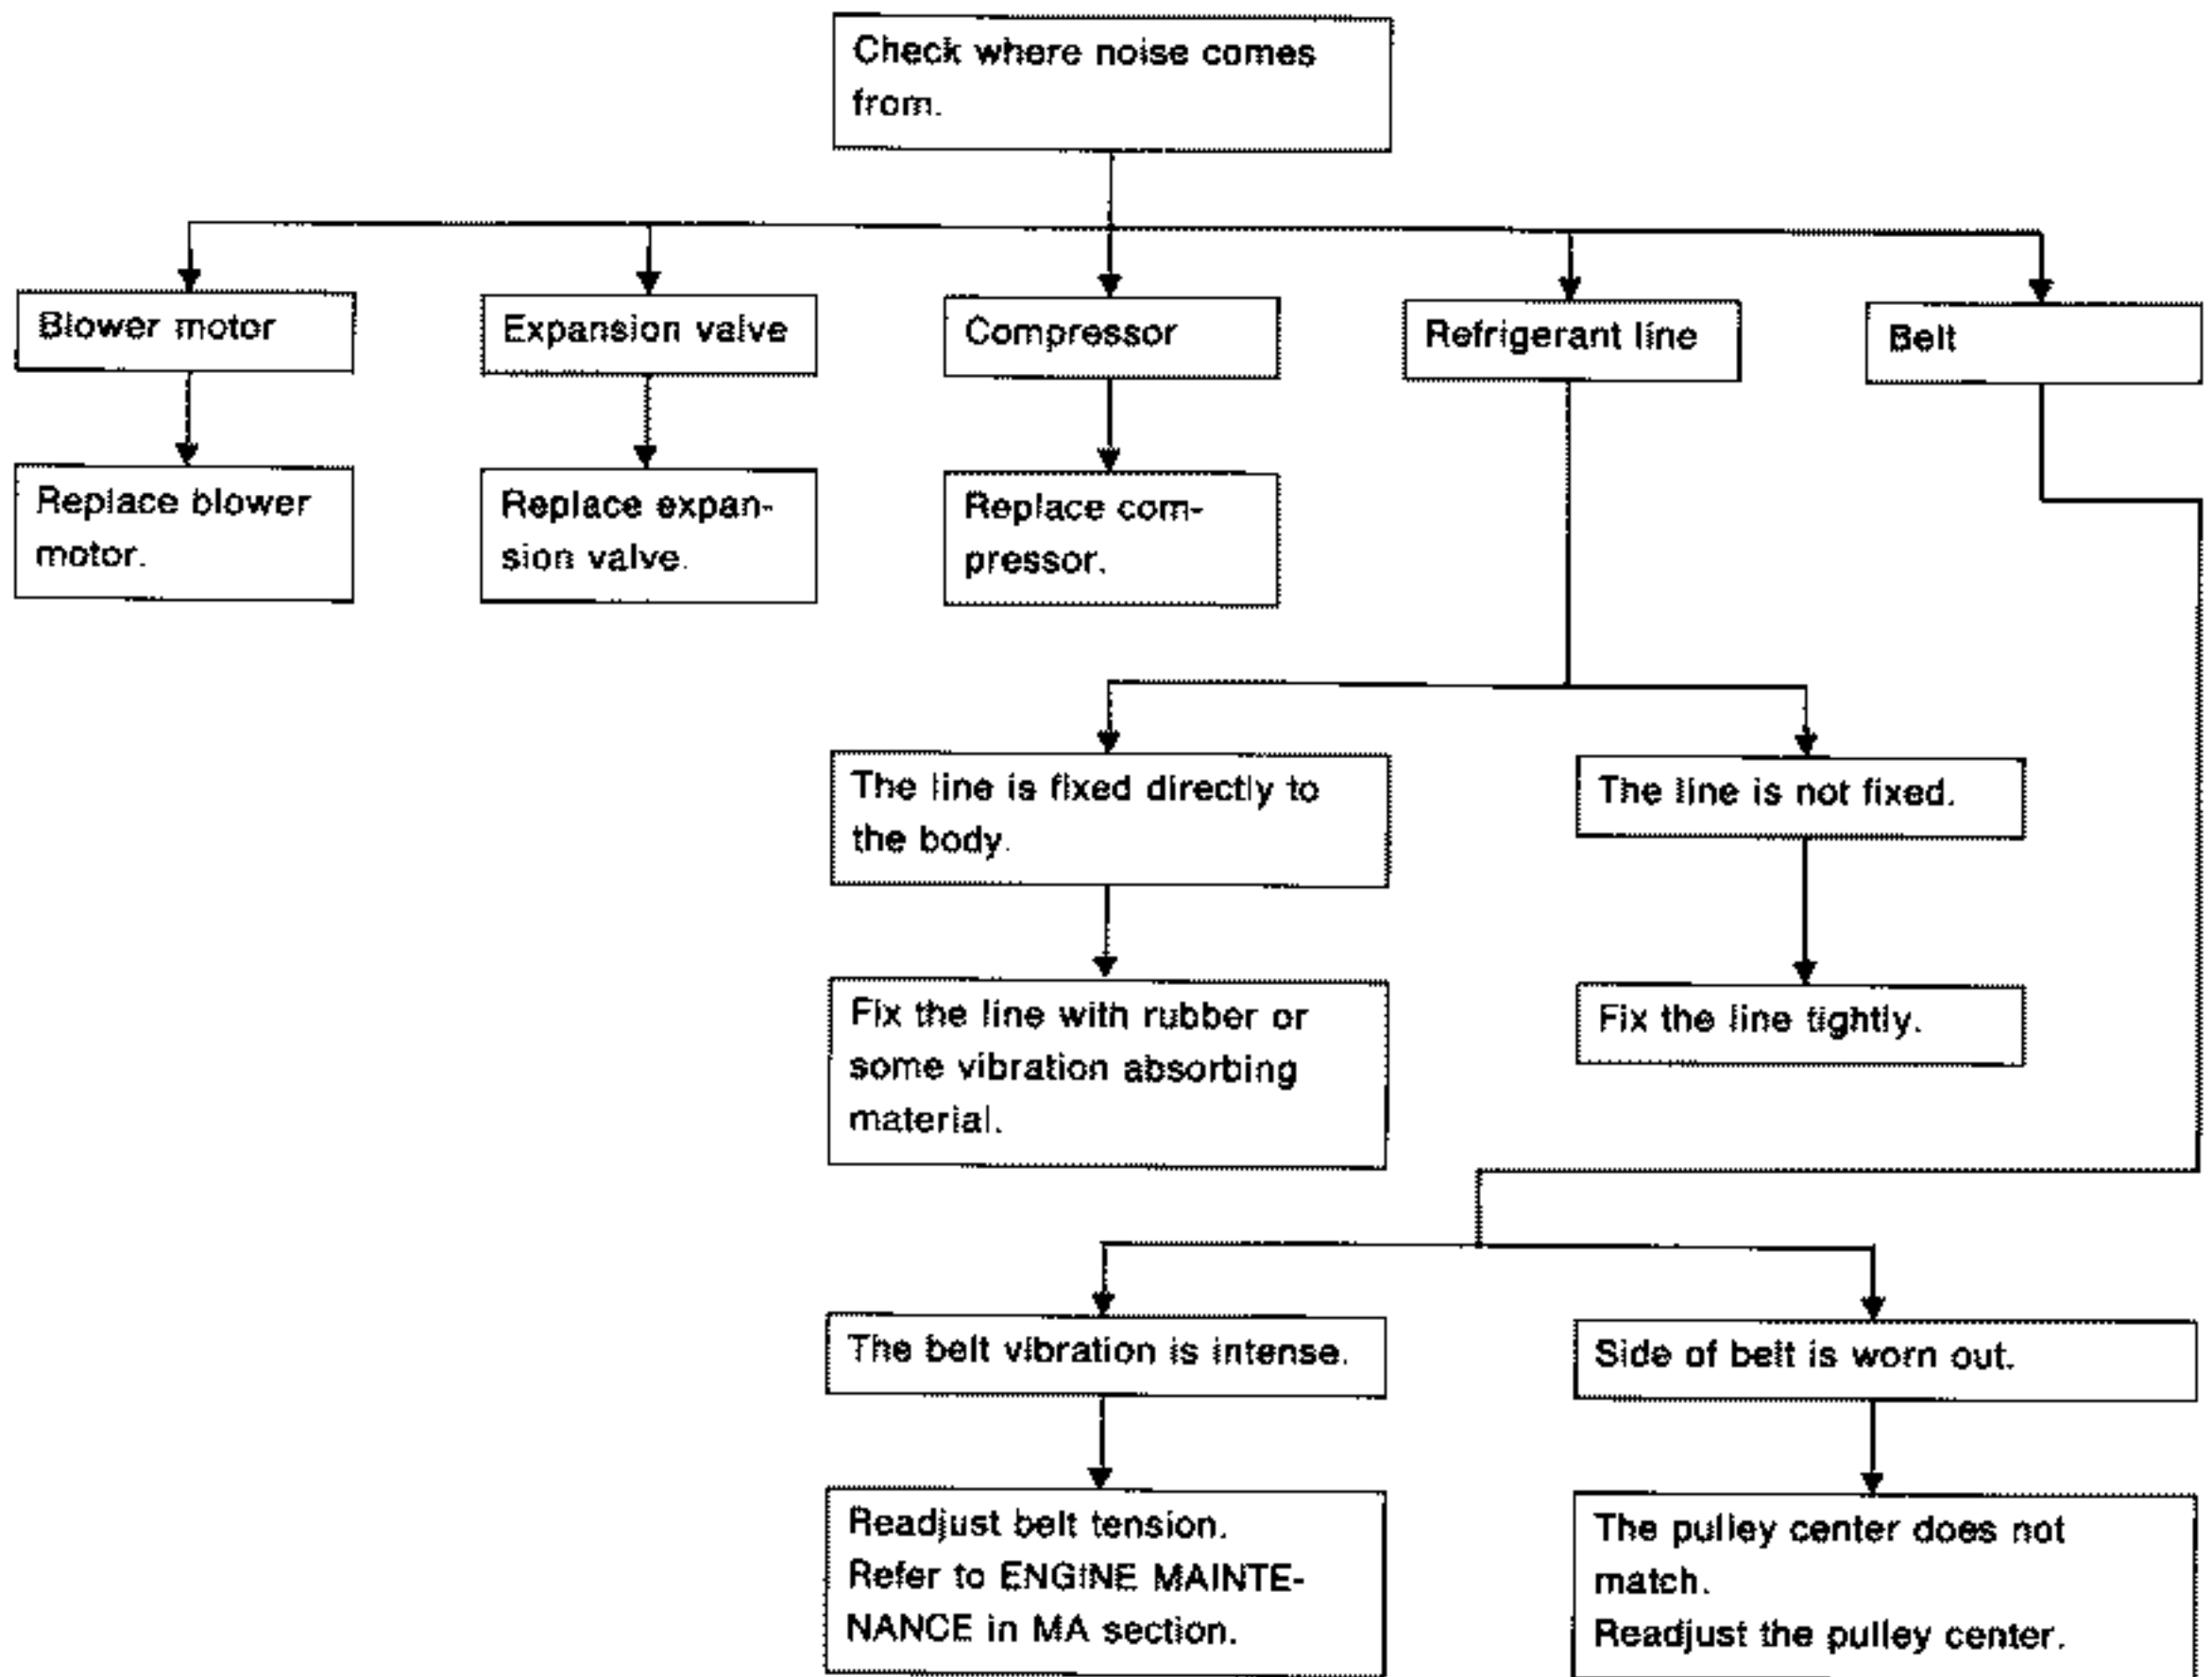 Check where noise comes
from.
Blower motor
Expansion valve
Compressor
Refrigerant line
Belt
Replace blower
motor.
Replace expan-
sion valve.
Replace com-
pressor.
The line is fixed directly to
the body.
The line is not fixed.
Fix the line with rubber or
some vibration absorbing
material.
Fix the line tightly.
The belt vibration is intense.
Side of belt is worn out.
Readjust belt tension.
Refer to ENGINE MAINTE-
NANCE in MA section.
The pulley center does not
match.
Readjust the pulley center.